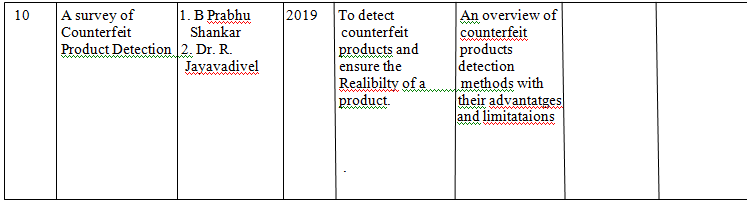 10
A survey of
Counterfeit
Product Detection
1. B Prabhu
Shankar
2. Dr. R.
Jayavadivel
2019
To detect
counterfeit
products and
ensure the
Realibilty of a
product.
.
An overview of
counterfeit
products
detection
methods with
their advantatges
and limitataions